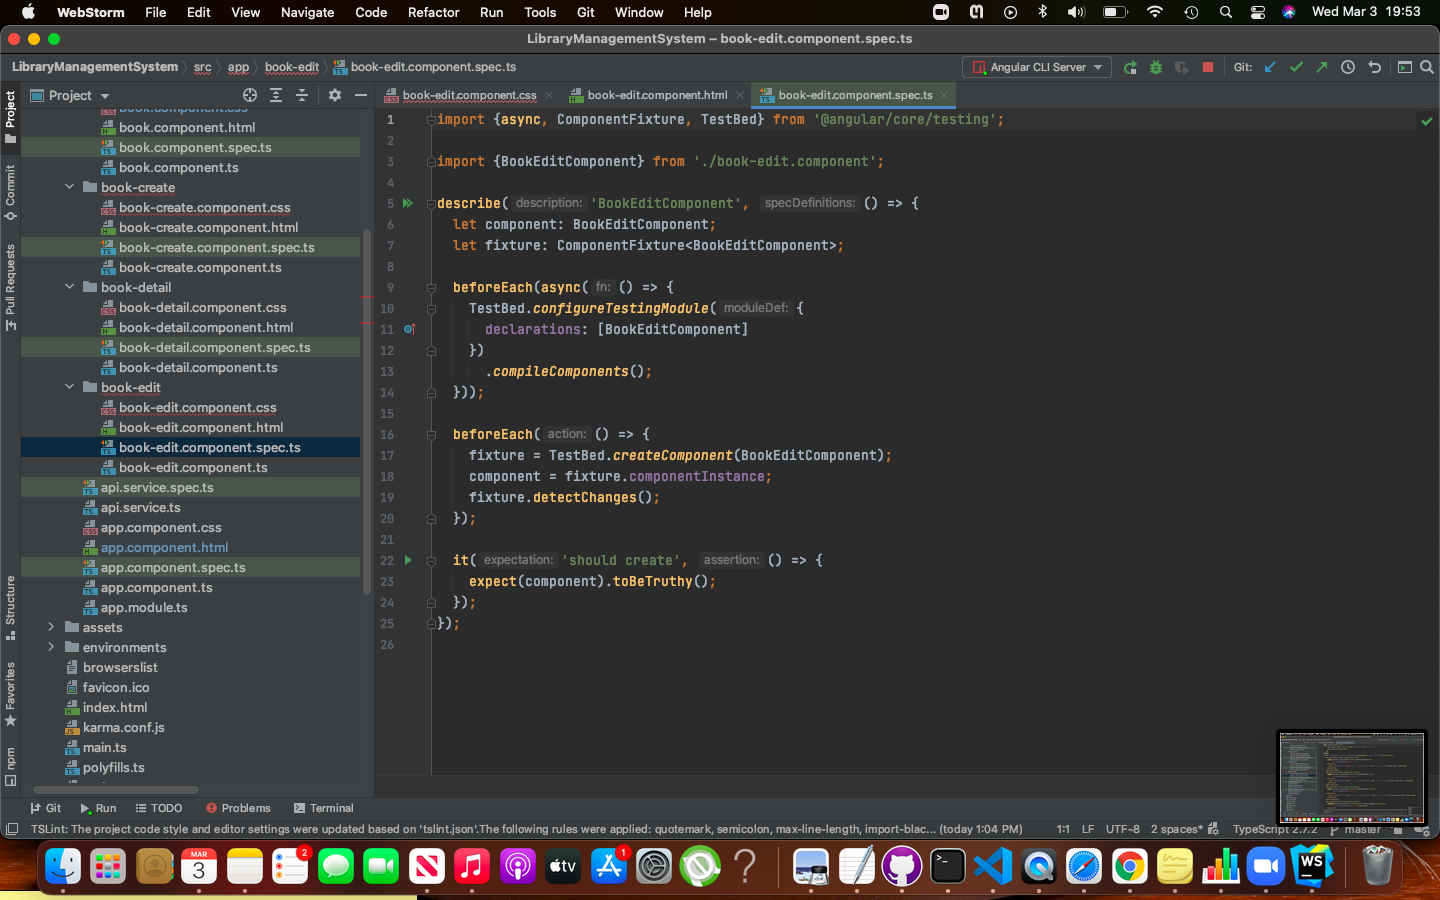 WebStorm File Edit View Navigate Code Refactor Run Tools Git Window Help Wed Mar 3 19:53
LibraryManagementSystem – book-edit.component.spec.ts
LibraryManagementSystem src app book-edit book-edit.component.spec.ts Angular CLI Server Git:
Project
book-edit.component.css book-edit.component.html book-edit.component.spec.ts
Project
Commit
Pull Requests
Structure
Favorites
npm
book.component.css
book.component.html
book.component.spec.ts
book.component.ts
book-create
book-create.component.css
book-create.component.html
book-create.component.spec.ts
book-create.component.ts
book-detail
book-detail.component.css
book-detail.component.html
book-detail.component.spec.ts
book-detail.component.ts
book-edit
book-edit.component.css
book-edit.component.html
book-edit.component.spec.ts
book-edit.component.ts
api.service.spec.ts
api.service.ts
app.component.css
app.component.html
app.component.spec.ts
app.component.ts
app.module.ts
assets
environments
browserslist
favicon.ico
index.html
karma.conf.js
main.ts
polyfills.ts
1 import {async, ComponentFixture, TestBed} from '@angular/core/testing';
2
3 import {BookEditComponent} from './book-edit.component';
4
5 describe( description: 'BookEditComponent', specDefinitions: () => {
6 let component: BookEditComponent;
7 let fixture: ComponentFixture<BookEditComponent>;
8
9 beforeEach(async( fn: () => {
10 TestBed.configureTestingModule( moduleDef: {
11 declarations: [BookEditComponent]
12 })
13 .compileComponents();
14 }));
15
16 beforeEach( action: () => {
17 fixture = TestBed.createComponent(BookEditComponent);
18 component = fixture.componentInstance;
19 fixture.detectChanges();
20 });
21
22 it( expectation: 'should create', assertion: () => {
23 expect(component).toBeTruthy();
24 });
25 });
26
Git Run TODO Problems Terminal
TSLint: The project code style and editor settings were updated based on 'tslint.json'.The following rules were applied: quotemark, semicolon, max-line-length, import-blac... (today 1:04 PM) 1:1 LF UTF-8 2 spaces* TypeScript 2.7.2 master
MAR
3
2
tv
1
WS